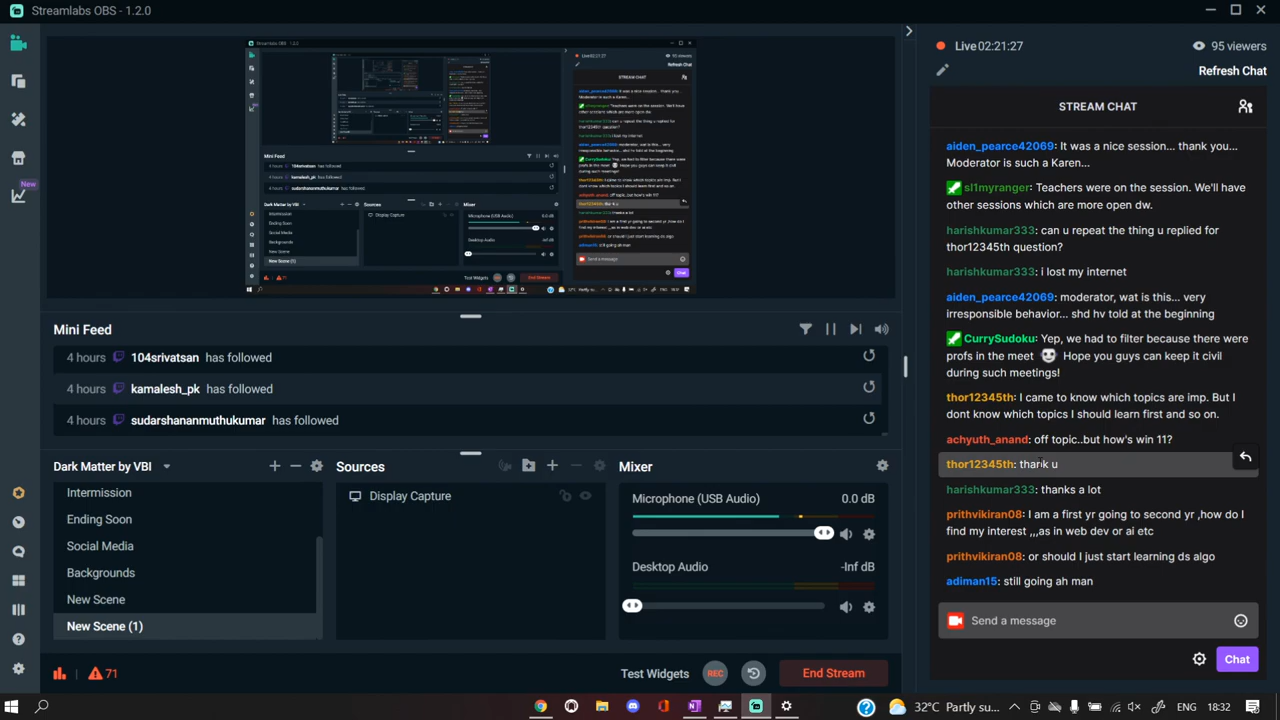 Streamlabs OBS - 1.2.0
Live 02:21:27
95 viewers
Refresh Chat
STREAM CHAT
aiden_pearce42069: It was a nice session... thank you...
Moderator is such a Karen...
sl1myranger: Teachers were on the session. We'll have
other sessions which are more open dw.
harishkumar333: can u repeat the thing u replied for
thor12345th question?
harishkumar333: i lost my internet
aiden_pearce42069: moderator, wat is this... very
irresponsible behavior... shd hv told at the beginning
CurrySudoku: Yep, we had to filter because there were
profs in the meet Hope you guys can keep it civil
during such meetings!
thor12345th: I came to know which topics are imp. But I
dont know which topics I should learn first and so on.
achyuth_anand: off topic..but how's win 11?
thor12345th: thank u
harishkumar333: thanks a lot
prithvikiran08: I am a first yr going to second yr ,how do I
find my interest ,,,as in web dev or ai etc
prithvikiran08: or should I just start learning ds algo
adiman15: still going ah man
Send a message
Chat
New
Mini Feed
4 hours 104srivatsan has followed
4 hours kamalesh_pk has followed
4 hours sudarshananmuthukumar has followed
Dark Matter by VBI
Intermission
Ending Soon
Social Media
Backgrounds
New Scene
New Scene (1)
Sources
Display Capture
Mixer
Microphone (USB Audio) 0.0 dB
Desktop Audio -Inf dB
71
Test Widgets
REC
End Stream
32°C Partly su...
ENG
18:32